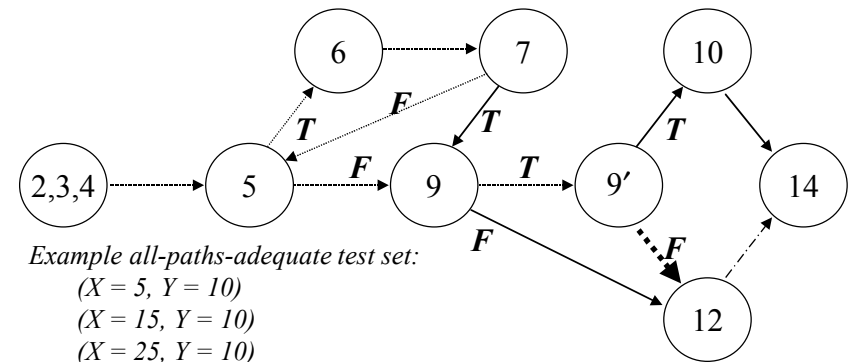 6
7
10
F
T
T
T
2,3,4
5
F
9
T
9′
14
F
F
Example all-paths-adequate test set:
(X = 5, Y = 10)
(X = 15, Y = 10)
(X = 25, Y = 10)
12